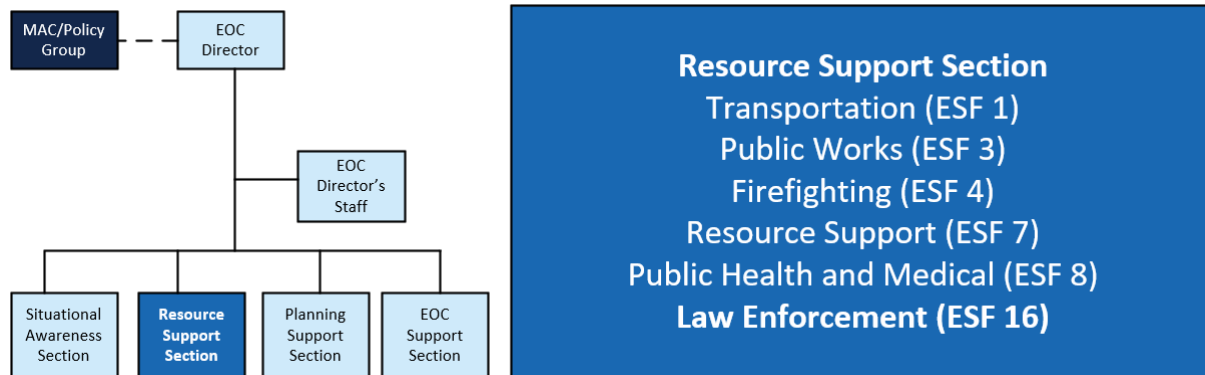 MAC/Policy
Group
EOC
Director
EOC
Director's
Staff
Situational
Awareness
Section
Resource
Support
Section
Planning
Support
Section
EOC
Support
Section
Resource Support Section
Transportation (ESF 1)
Public Works (ESF 3)
Firefighting (ESF 4)
Resource Support (ESF 7)
Public Health and Medical (ESF 8)
Law Enforcement (ESF 16)